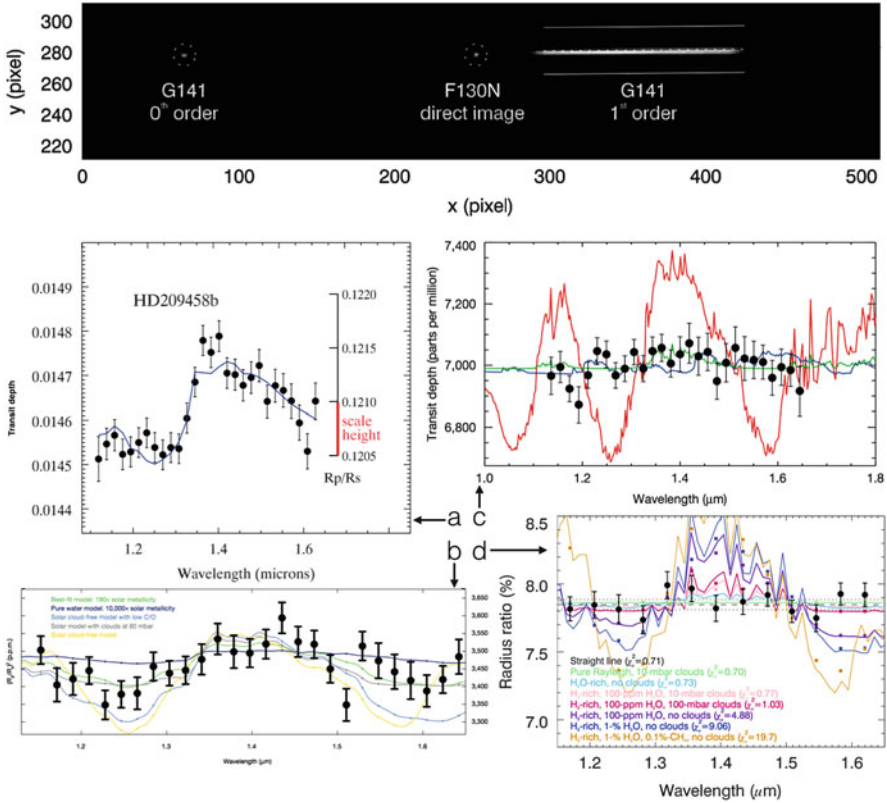 310
300
280
260
240
220
y (pixel)
G141
0th order
F130N
direct image
G141
1st order
0
100
200
300
400
500
x (pixel)
0.0149
0.0148
0.0147
0.0146
0.0145
0.0144
Transit depth
HD209458b
0.1220
0.1215
0.1210
0.1205
scale
height
Rp/Rs
1.2
1.4
1.6
Wavelength (microns)
7,400
7,200
7,000
6,800
Transit depth (parts per million)
1.0
1.2
1.4
1.6
1.8
Wavelength (μm)
a
c
b
d
Best-fit model: 190× solar metallicity
Pure water model: 10,000× solar metallicity
Solar cloud-free model with low C/O
Solar model with clouds at 80 mbar
Solar cloud-free model
3,650
3,600
3,550
3,500
3,450
3,400
3,350
3,300
1.2
1.3
1.4
1.5
1.6
Wavelength (μm)
8.5
8.0
7.5
7.0
Radius ratio (%)
Straight line (χᵥ²=0.71)
Pure Rayleigh, 10-mbar clouds (χᵥ²=0.70)
H₂O-rich, no clouds (χᵥ²=0.73)
H₂-rich, 100-ppm H₂O, 10-mbar clouds (χᵥ²=0.77)
H₂-rich, 100-ppm H₂O, 100-mbar clouds (χᵥ²=1.03)
H₂-rich, 100-ppm H₂O, no clouds (χᵥ²=4.88)
H₂-rich, 1-% H₂O, no clouds (χᵥ²=9.06)
H₂-rich, 1-% H₂O, 0.1%-CH₄, no clouds (χᵥ²=19.7)
1.2
1.3
1.4
1.5
1.6
Wavelength (μm)